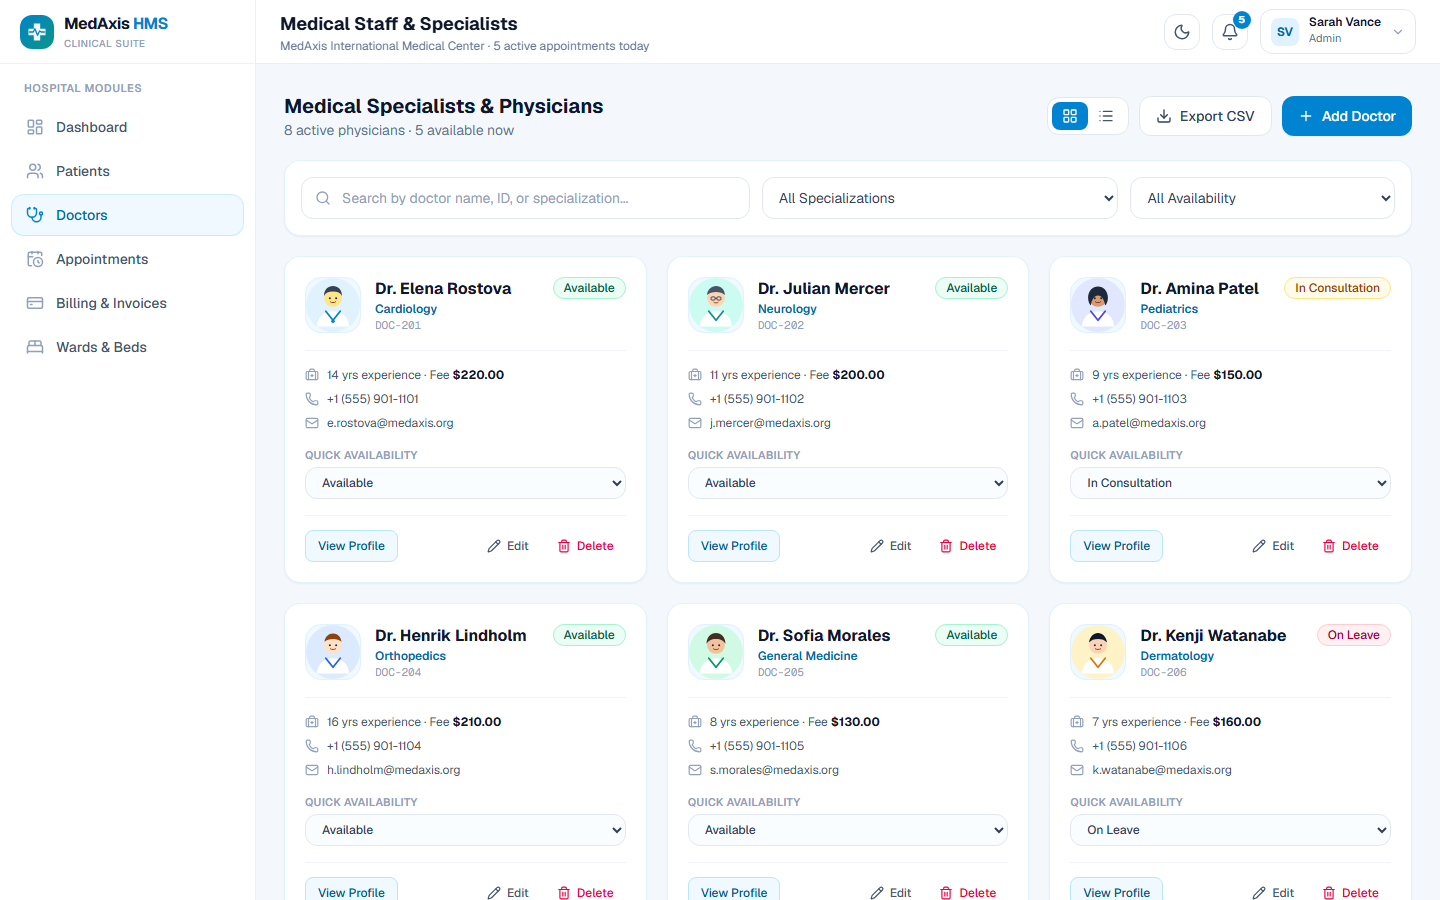 MedAxis HMS
CLINICAL SUITE
HOSPITAL MODULES
Dashboard
Patients
Doctors
Appointments
Billing & Invoices
Wards & Beds
Medical Staff & Specialists
MedAxis International Medical Center · 5 active appointments today
5
SV
Sarah Vance
Admin
Medical Specialists & Physicians
8 active physicians · 5 available now
Export CSV
Add Doctor
Search by doctor name, ID, or specialization...
All Specializations
All Availability
Dr. Elena Rostova
Available
Cardiology
DOC-201
14 yrs experience · Fee $220.00
+1 (555) 901-1101
e.rostova@medaxis.org
QUICK AVAILABILITY
Available
View Profile
Edit
Delete
Dr. Julian Mercer
Available
Neurology
DOC-202
11 yrs experience · Fee $200.00
+1 (555) 901-1102
j.mercer@medaxis.org
QUICK AVAILABILITY
Available
View Profile
Edit
Delete
Dr. Amina Patel
In Consultation
Pediatrics
DOC-203
9 yrs experience · Fee $150.00
+1 (555) 901-1103
a.patel@medaxis.org
QUICK AVAILABILITY
In Consultation
View Profile
Edit
Delete
Dr. Henrik Lindholm
Available
Orthopedics
DOC-204
16 yrs experience · Fee $210.00
+1 (555) 901-1104
h.lindholm@medaxis.org
QUICK AVAILABILITY
Available
View Profile
Edit
Delete
Dr. Sofia Morales
Available
General Medicine
DOC-205
8 yrs experience · Fee $130.00
+1 (555) 901-1105
s.morales@medaxis.org
QUICK AVAILABILITY
Available
View Profile
Edit
Delete
Dr. Kenji Watanabe
On Leave
Dermatology
DOC-206
7 yrs experience · Fee $160.00
+1 (555) 901-1106
k.watanabe@medaxis.org
QUICK AVAILABILITY
On Leave
View Profile
Edit
Delete